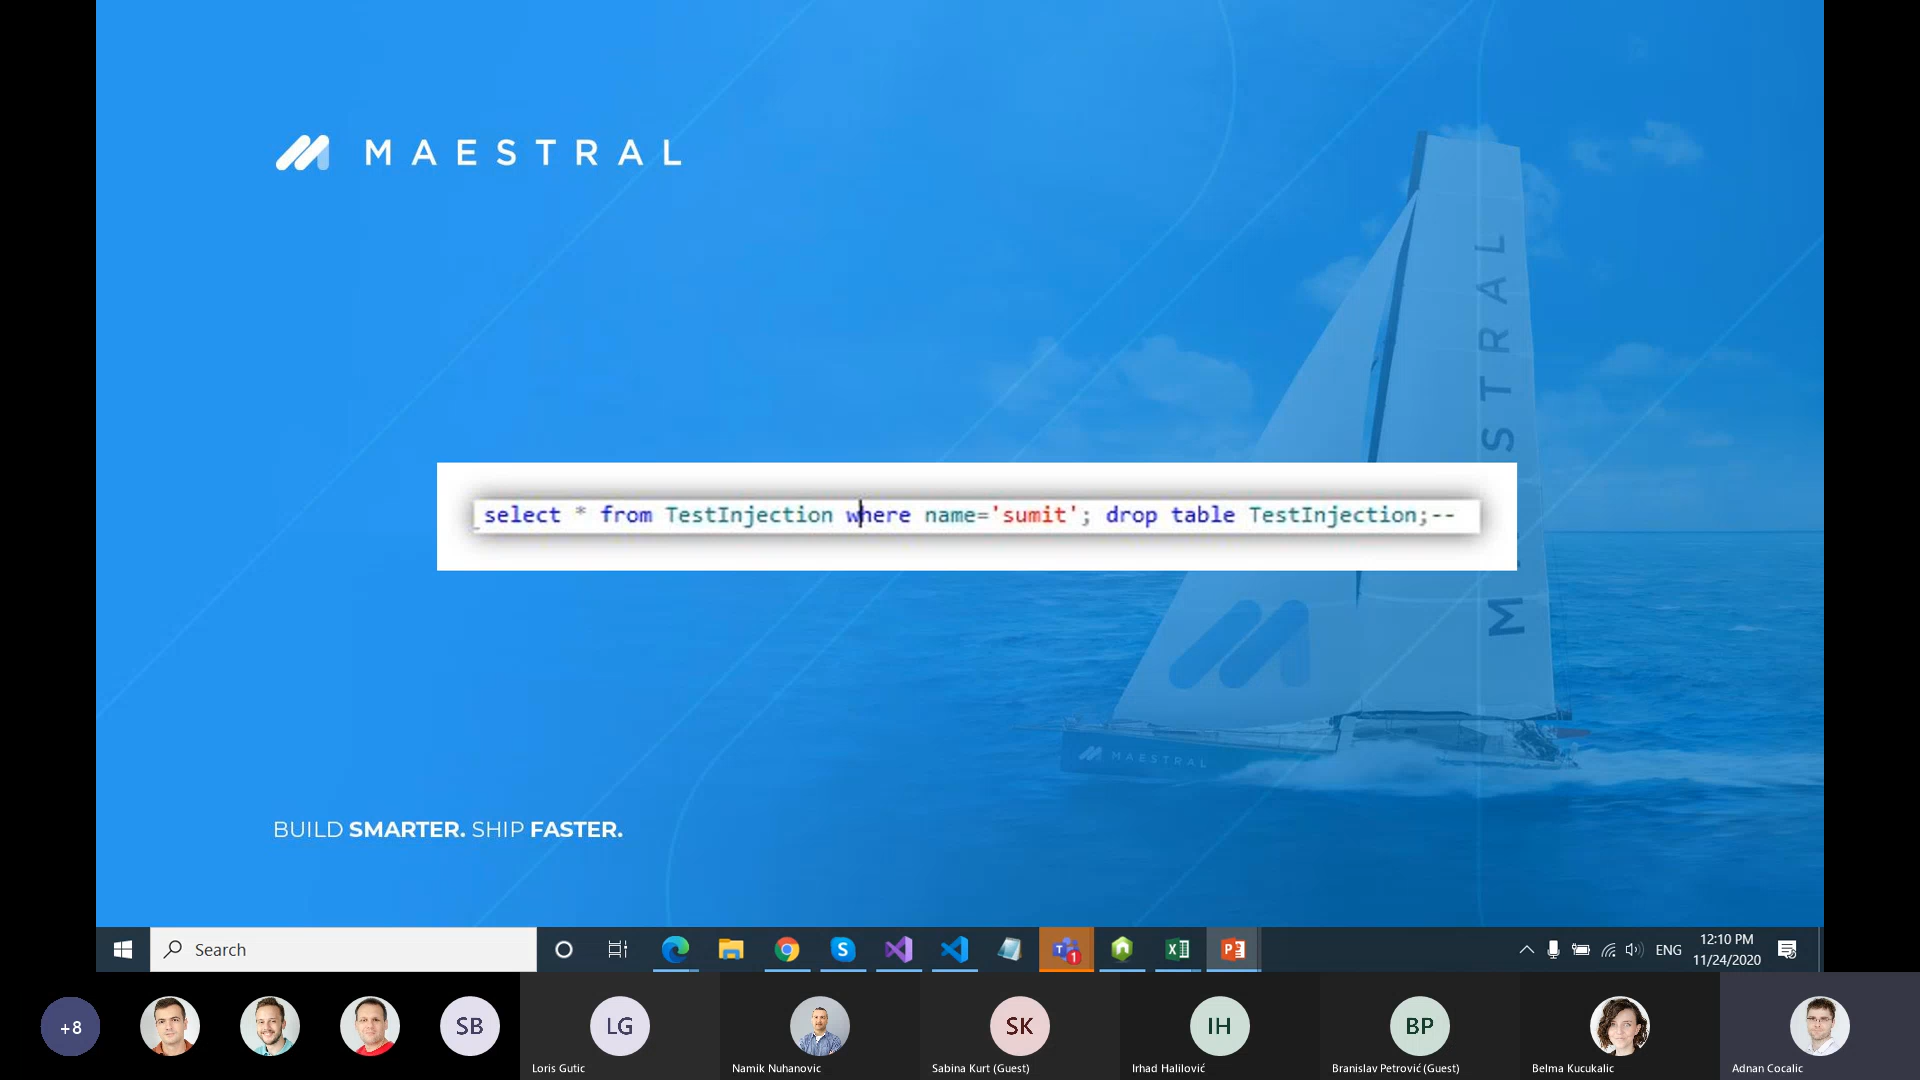 MAESTRAL
MAESTRAL
select * from TestInjection where name='sumit'; drop table TestInjection;--
MAESTRAL
BUILD SMARTER. SHIP FASTER.
Search
1
ENG
12:10 PM
11/24/2020
+8
SB
LG
SK
IH
BP
Loris Gutic
Namik Nuhanovic
Sabina Kurt (Guest)
Irhad Halilović
Branislav Petrović (Guest)
Belma Kucukalic
Adnan Cocalic